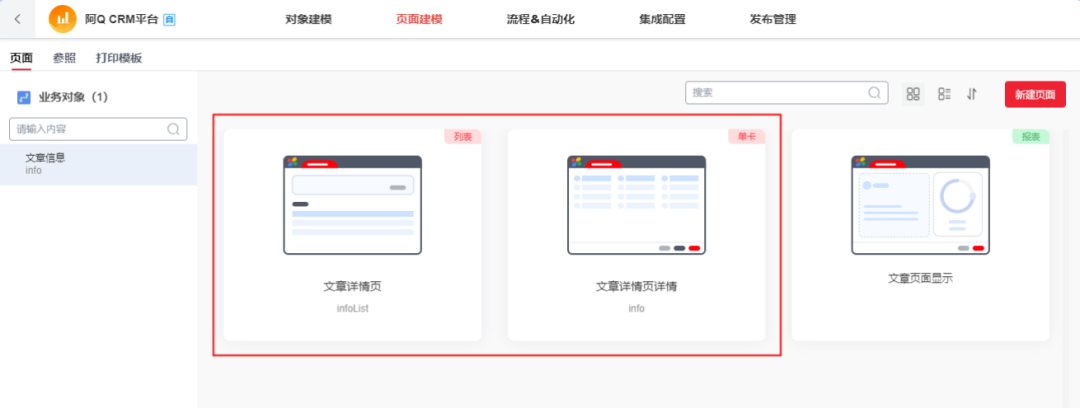 阿Q CRM平台 自
对象建模
页面建模
流程&自动化
集成配置
发布管理
页面
参照
打印模板
业务对象（1）
请输入内容
文章信息
info
搜索
新建页面
列表
文章详情页
infoList
单卡
文章详情页详情
info
报表
文章页面显示